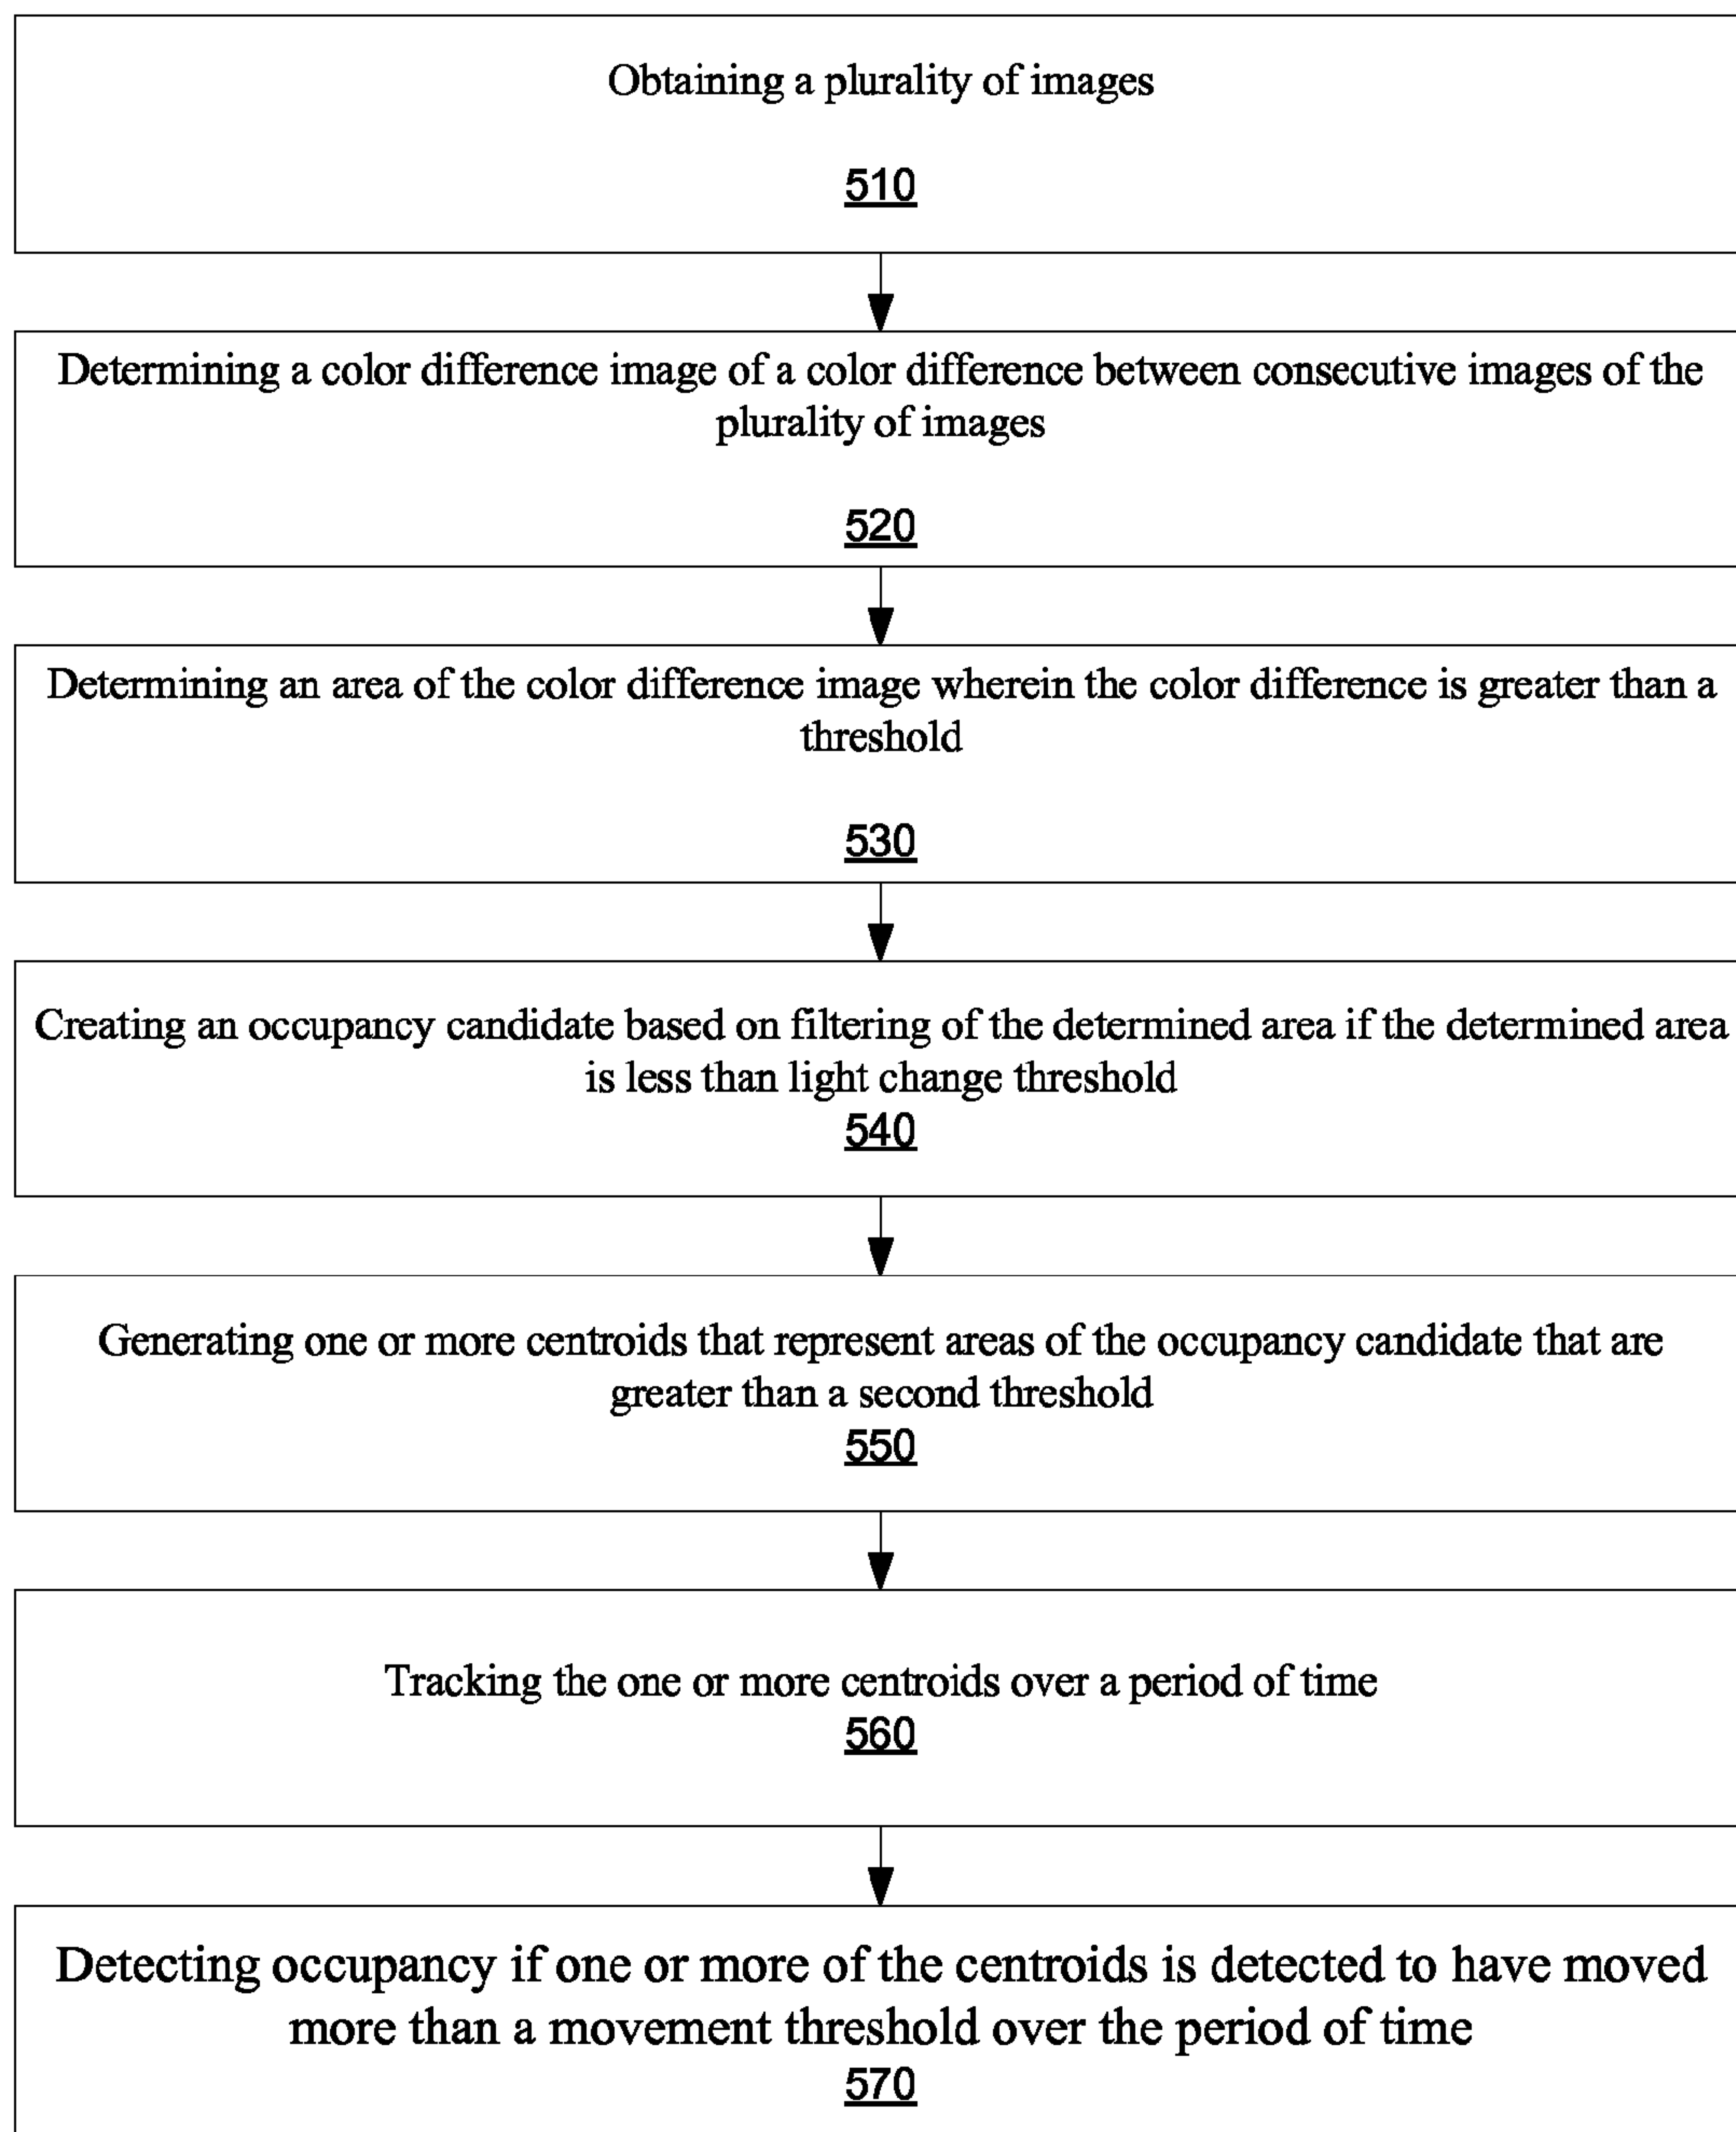 Obtaining a plurality of images
510
Determining a color difference image of a color difference between consecutive images of the
plurality of images
520
Determining an area of the color difference image wherein the color difference is greater than a
threshold
530
Creating an occupancy candidate based on filtering of the determined area if the determined area
is less than light change threshold
540
Generating one or more centroids that represent areas of the occupancy candidate that are
greater than a second threshold
550
Tracking the one or more centroids over a period of time
560
Detecting occupancy if one or more of the centroids is detected to have moved
more than a movement threshold over the period of time
570